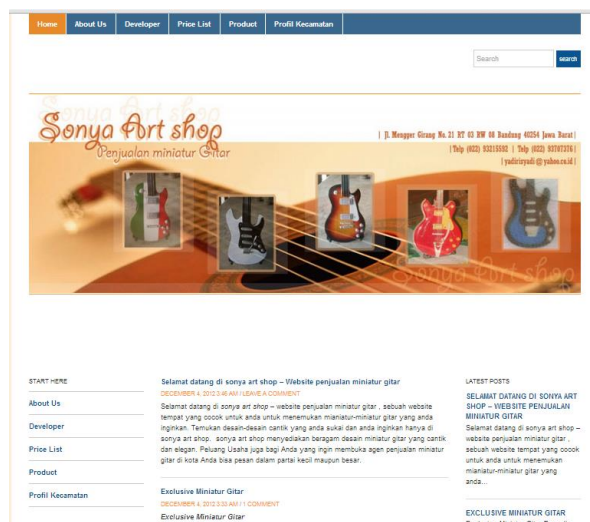 Home About Us Developer Price List Product Profil Kecamatan
Search search
Sonya Art shop
Penjualan miniatur Gitar
| Jl. Mengger Girang No. 21 RT 03 RW 08 Bandung 40254 Jawa Barat |
| Telp (022) 93215592 | Telp (022) 93707376 |
| yadirisyadi @ yahoo.co.id |
Sonya Art shop
START HERE
About Us
Developer
Price List
Product
Profil Kecamatan
Selamat datang di sonya art shop – Website penjualan miniatur gitar
DECEMBER 4, 2012 3:46 AM / LEAVE A COMMENT
Selamat datang di sonya art shop – website penjualan miniatur gitar , sebuah website
tempat yang cocok untuk anda untuk menemukan mianiatur-miniatur gitar yang anda
inginkan. Temukan desain-desain cantik yang anda sukai dan anda inginkan hanya di
sonya art shop. sonya art shop menyediakan beragam desain miniatur gitar yang cantik
dan elegan. Peluang Usaha juga bagi Anda yang ingin membuka agen penjualan miniatur
gitar di kota Anda bisa pesan dalam partai kecil maupun besar.
Exclusive Miniatur Gitar
DECEMBER 4, 2012 3:33 AM / 1 COMMENT
Exclusive Miniatur Gitar
LATEST POSTS
SELAMAT DATANG DI SONYA ART
SHOP – WEBSITE PENJUALAN
MINIATUR GITAR
Selamat datang di sonya art shop –
website penjualan miniatur gitar ,
sebuah website tempat yang cocok
untuk anda untuk menemukan
mianiatur-miniatur gitar yang
anda...
EXCLUSIVE MINIATUR GITAR